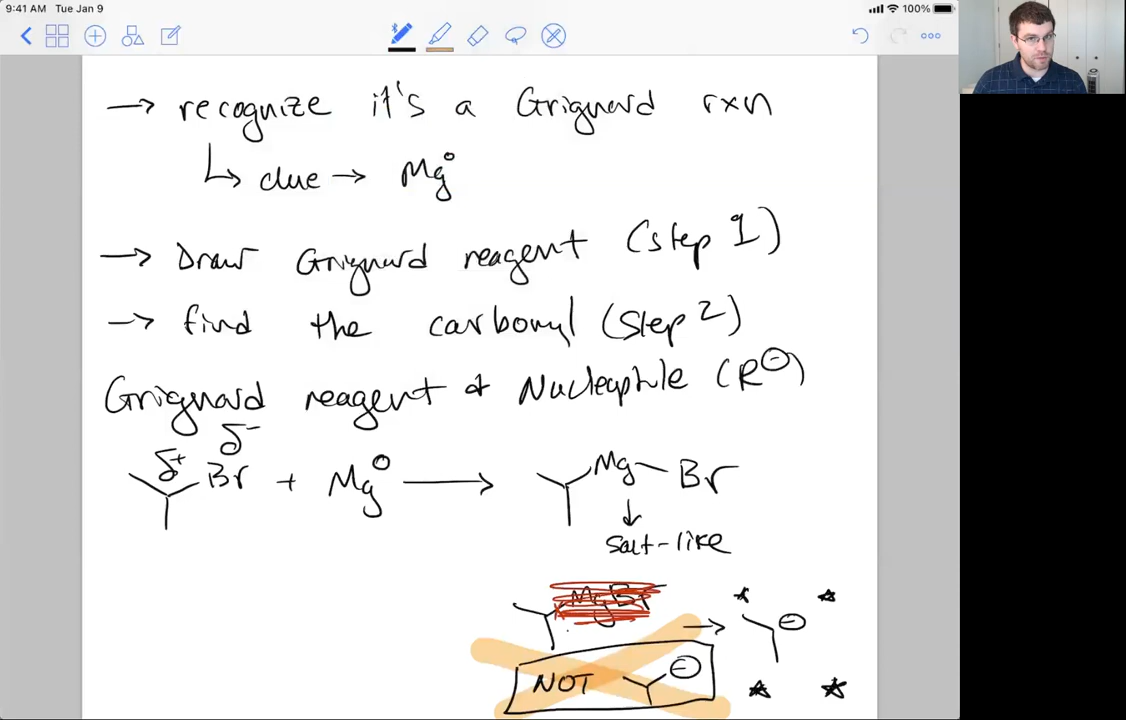 9:41 AM Tue Jan 9
100%
→ recognize it's a Grignard rxn
↳ clue → Mg°
→ Draw Grignard reagent (step 1)
→ find the carbonyl (step 2)
Grignard reagent & Nucleophile (R⊖)
δ+ δ- Br + Mg° → Mg-Br
↓
salt-like
MgBr → ⊖
NOT ⊖